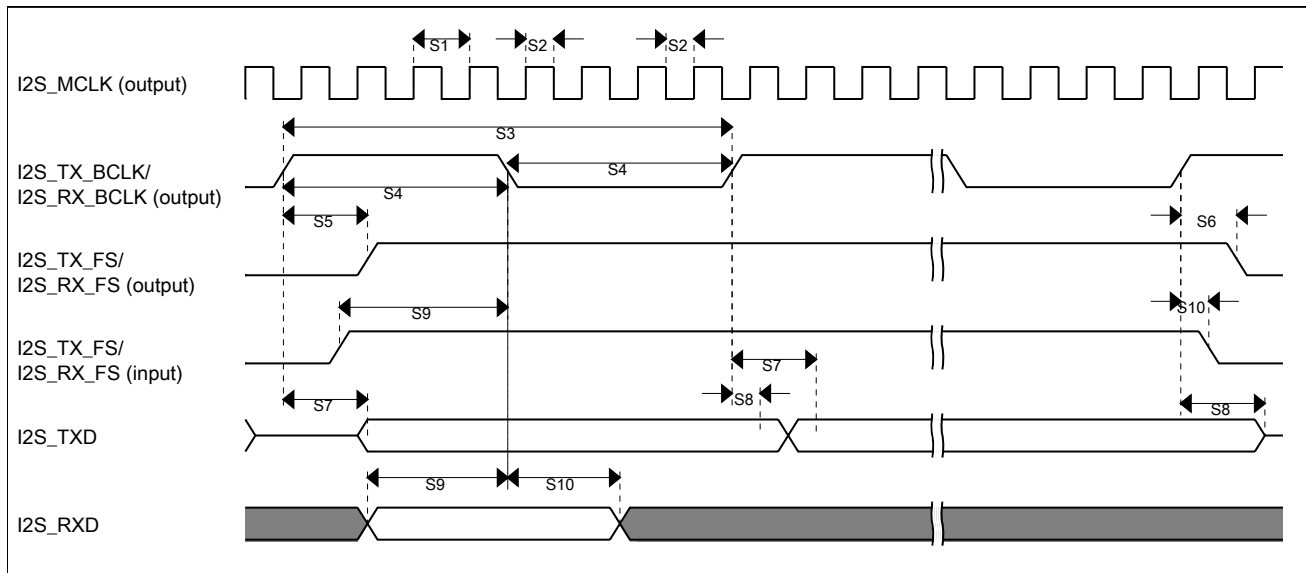 S1
S2
S2
I2S_MCLK (output)
S3
I2S_TX_BCLK/
I2S_RX_BCLK (output)
S4
S4
S5
S6
I2S_TX_FS/
I2S_RX_FS (output)
S9
S10
I2S_TX_FS/
I2S_RX_FS (input)
S7
S7
S8
S8
I2S_TXD
S9
S10
I2S_RXD